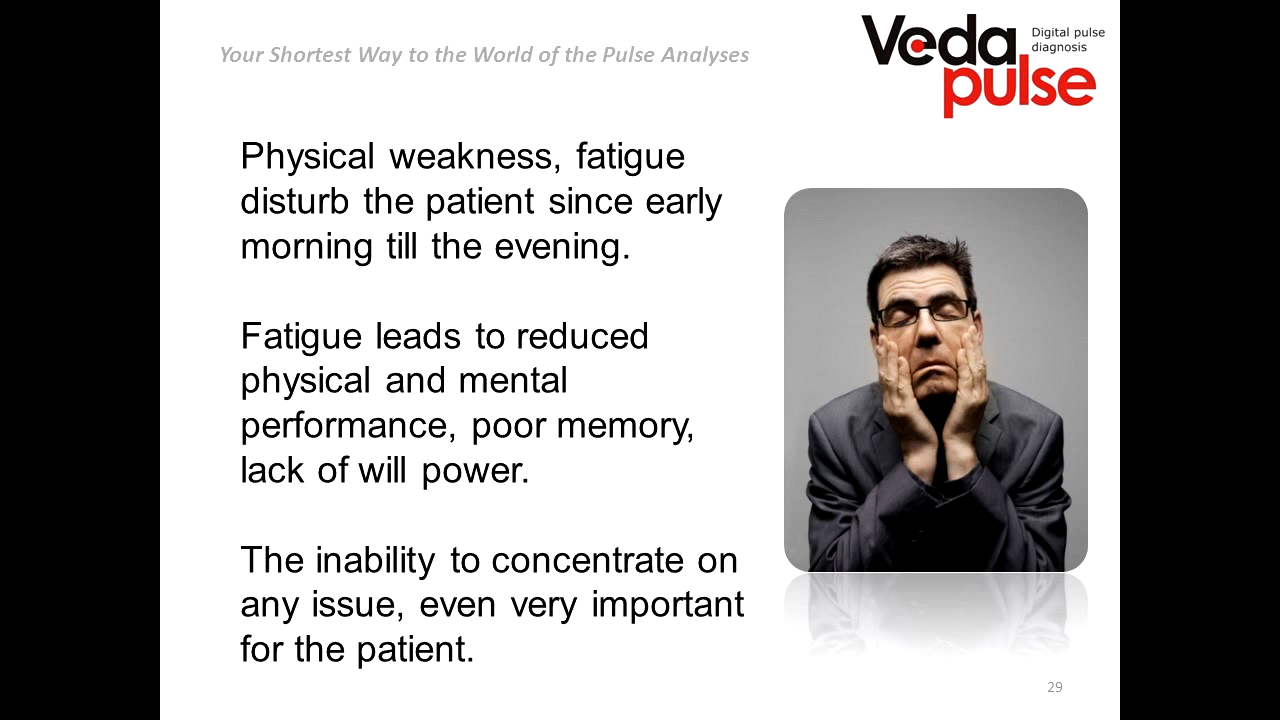 Your Shortest Way to the World of the Pulse Analyses
Veda
Digital pulse
diagnosis
pulse
Physical weakness, fatigue
disturb the patient since early
morning till the evening.
Fatigue leads to reduced
physical and mental
performance, poor memory,
lack of will power.
The inability to concentrate on
any issue, even very important
for the patient.
29